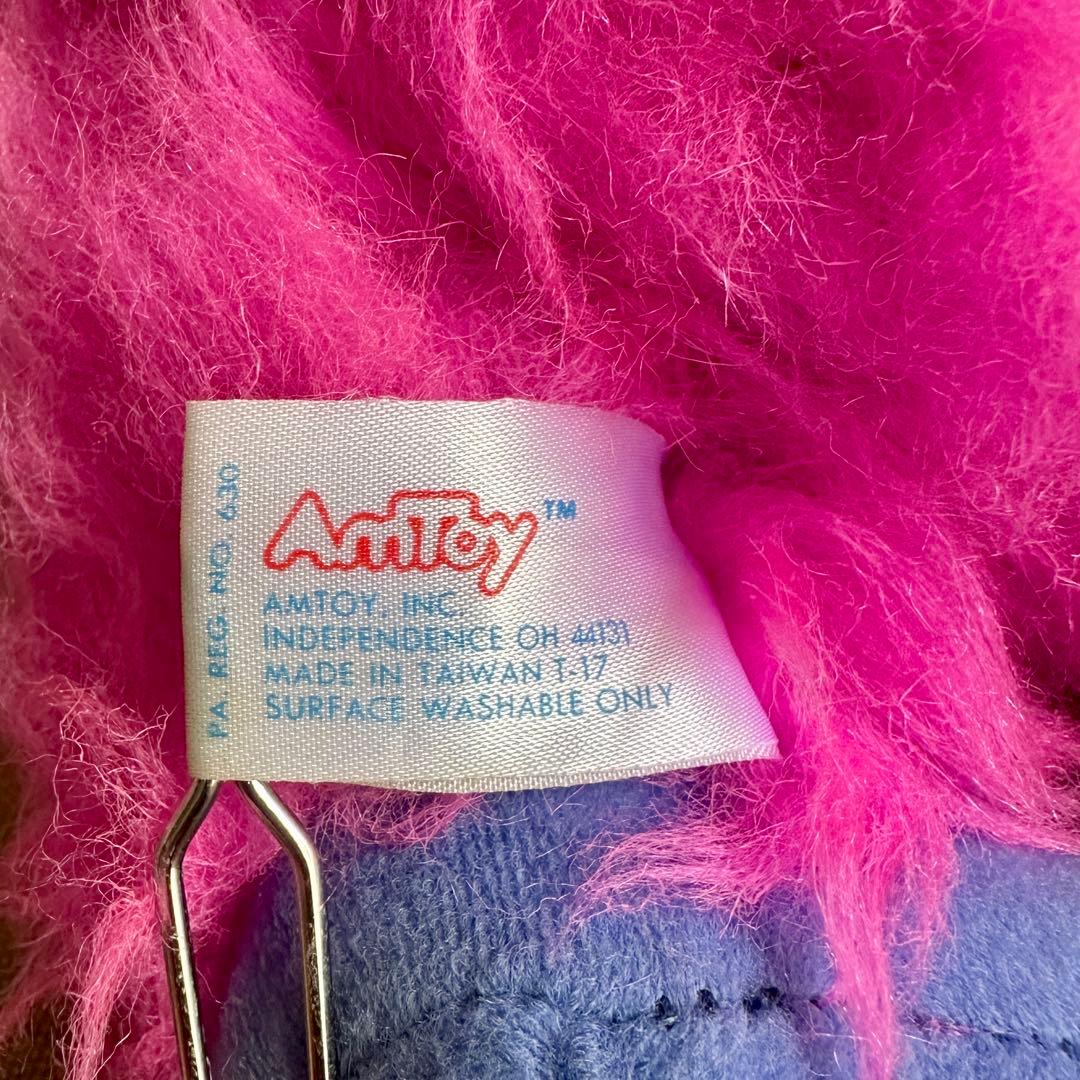 PA. REG. NO. 630
AmToy™
AMTOY, INC.
INDEPENDENCE OH 44131
MADE IN TAIWAN T-17
SURFACE WASHABLE ONLY